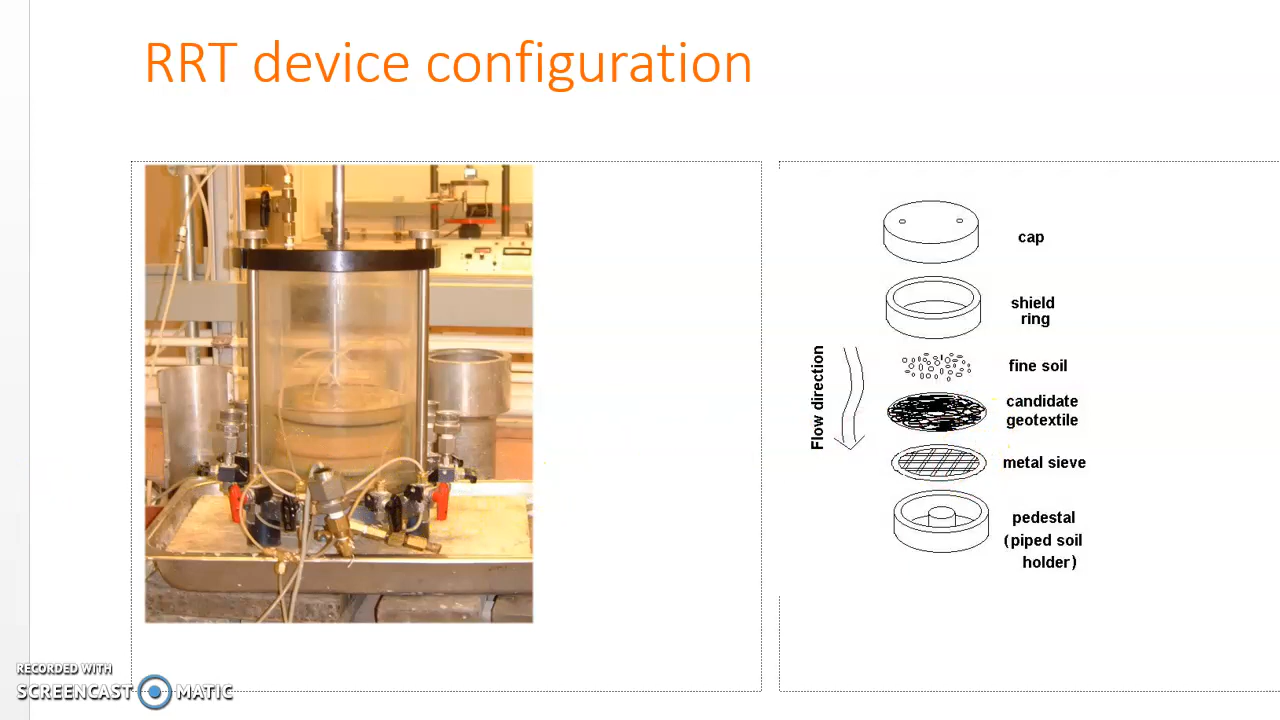 RRT device configuration
cap
shield
ring
fine soil
Flow direction
candidate
geotextile
metal sieve
pedestal
(piped soil
holder)
RECORDED WITH
SCREENCAST MATIC